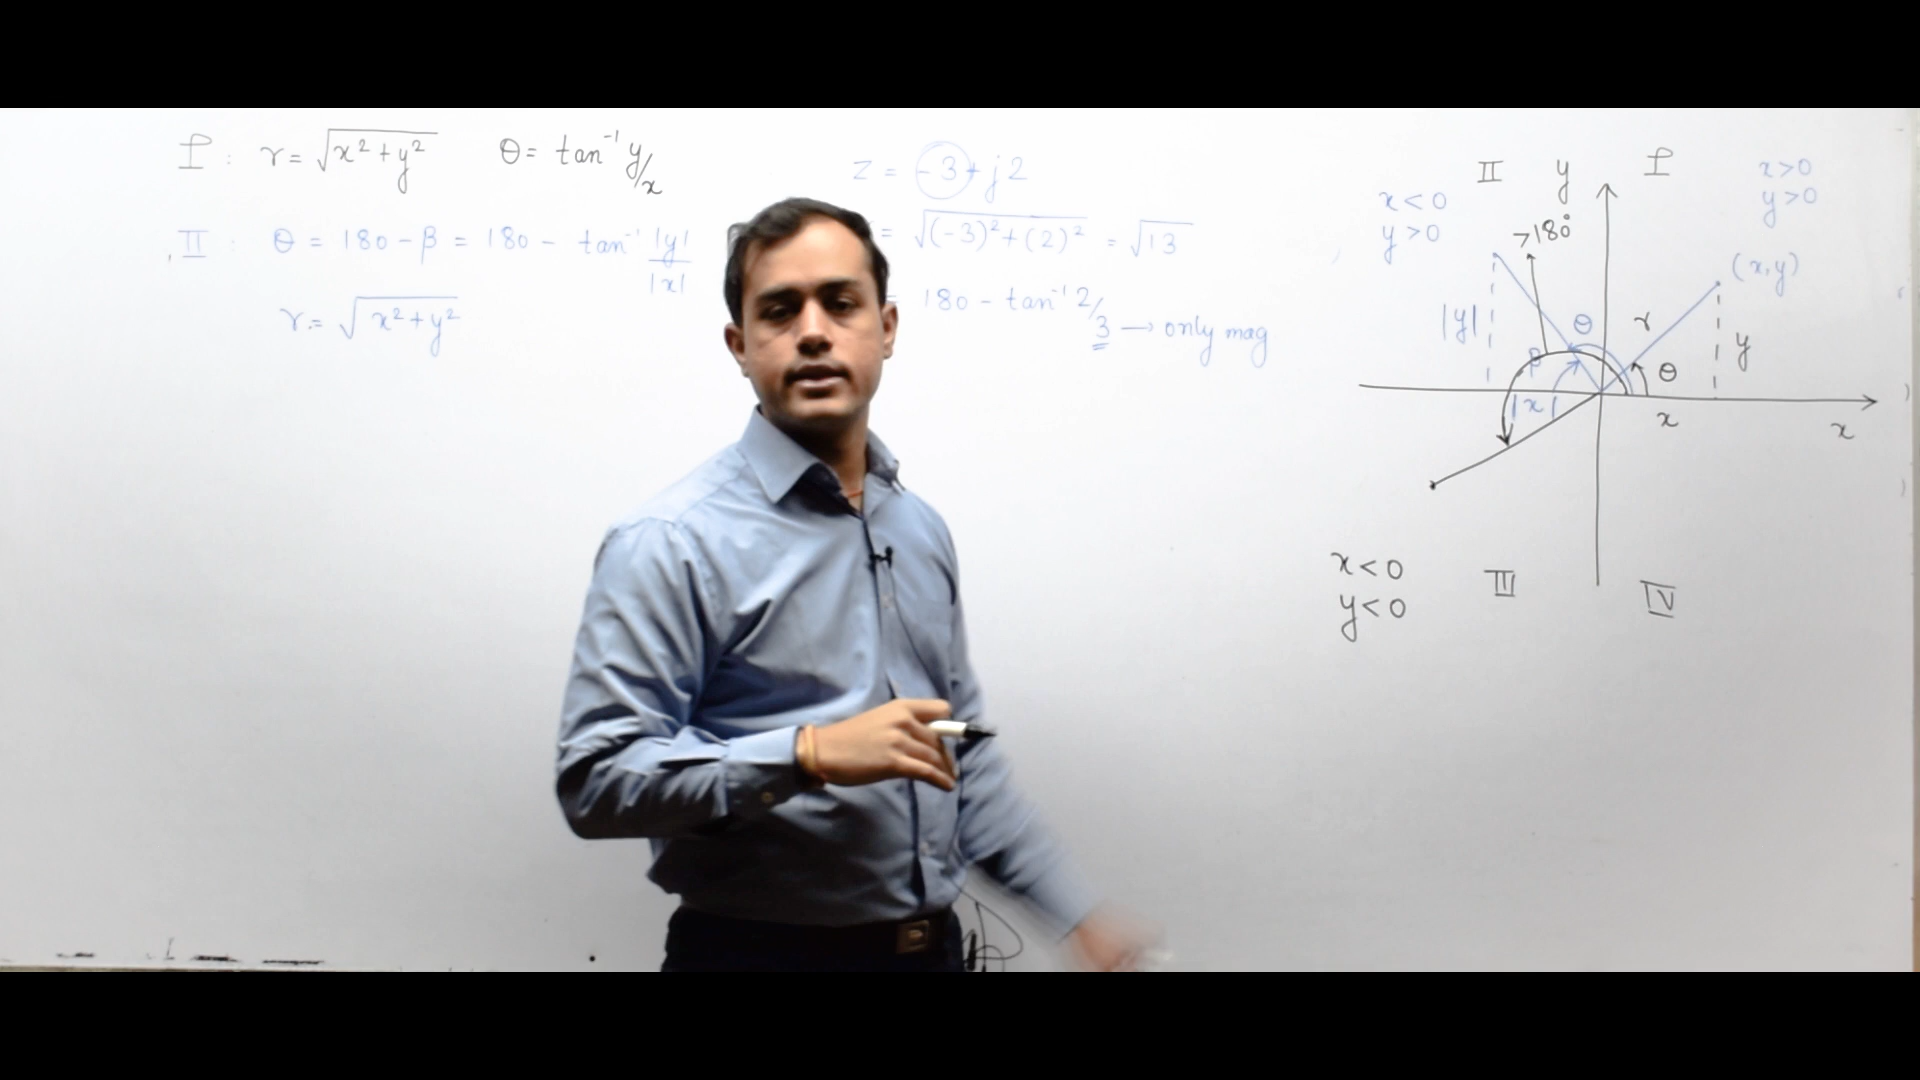 I : r = √x² + y² θ = tan⁻¹ y/x
II : θ = 180 - β = 180 - tan⁻¹ |y|/|x|
r = √x² + y²
z = -3 + j2
= √(-3)² + (2)² = √13
180 - tan⁻¹ 2/3 → only mag
II y I
x < 0
y > 0
x > 0
y > 0
>180°
(x, y)
|y| θ r y
β θ
|x| x x
x < 0
y < 0
III IV